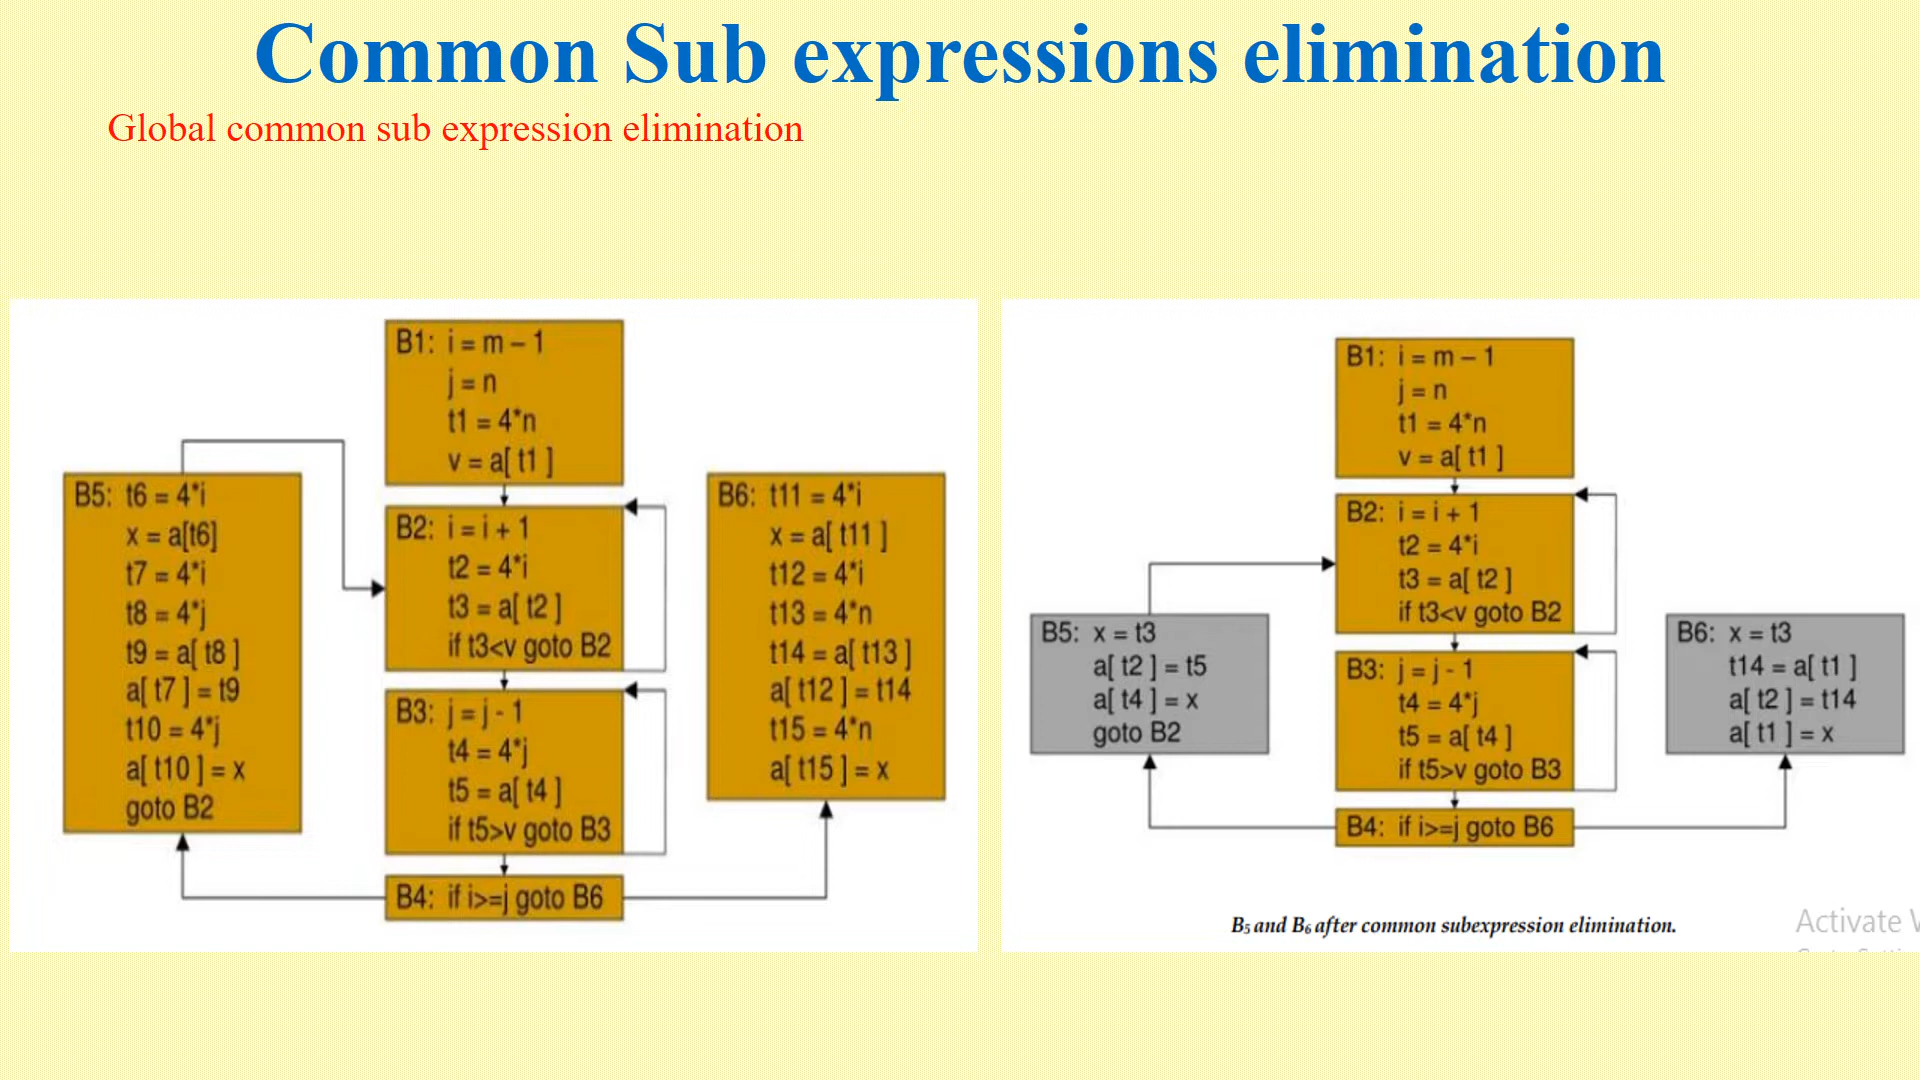 Common Sub expressions elimination
Global common sub expression elimination
B1: i = m – 1
j = n
t1 = 4*n
v = a[ t1 ]
B5: t6 = 4*i
x = a[t6]
t7 = 4*i
t8 = 4*j
t9 = a[ t8 ]
a[ t7 ] = t9
t10 = 4*j
a[ t10 ] = x
goto B2
B2: i = i + 1
t2 = 4*i
t3 = a[ t2 ]
if t3<v goto B2
B3: j = j - 1
t4 = 4*j
t5 = a[ t4 ]
if t5>v goto B3
B4: if i>=j goto B6
B6: t11 = 4*i
x = a[ t11 ]
t12 = 4*i
t13 = 4*n
t14 = a[ t13 ]
a[ t12 ] = t14
t15 = 4*n
a[ t15 ] = x
B1: i = m – 1
j = n
t1 = 4*n
v = a[ t1 ]
B2: i = i + 1
t2 = 4*i
t3 = a[ t2 ]
if t3<v goto B2
B5: x = t3
a[ t2 ] = t5
a[ t4 ] = x
goto B2
B3: j = j - 1
t4 = 4*j
t5 = a[ t4 ]
if t5>v goto B3
B4: if i>=j goto B6
B6: x = t3
t14 = a[ t1 ]
a[ t2 ] = t14
a[ t1 ] = x
B5 and B6 after common subexpression elimination.
Activate